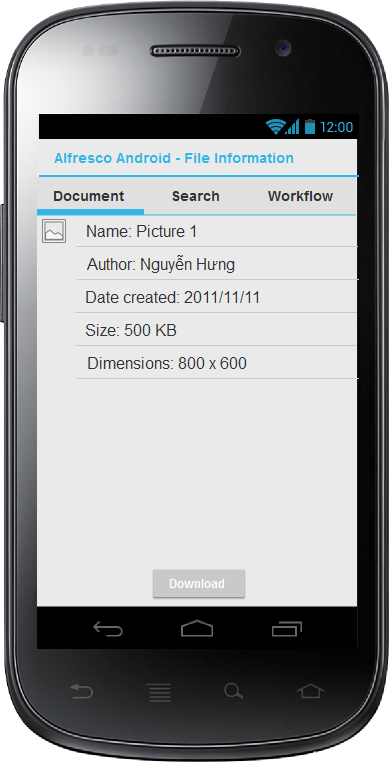 12:00
Alfresco Android - File Information
Document Search Workflow
Name: Picture 1
Author: Nguyễn Hưng
Date created: 2011/11/11
Size: 500 KB
Dimensions: 800 x 600
Download